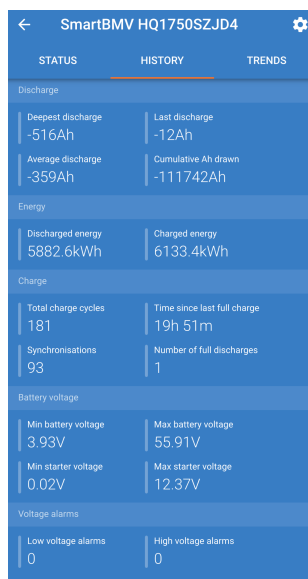 SmartBMV HQ1750SZJD4
STATUS HISTORY TRENDS
Discharge
Deepest discharge Last discharge
-516Ah -12Ah
Average discharge Cumulative Ah drawn
-359Ah -111742Ah
Energy
Discharged energy Charged energy
5882.6kWh 6133.4kWh
Charge
Total charge cycles Time since last full charge
181 19h 51m
Synchronisations Number of full discharges
93 1
Battery voltage
Min battery voltage Max battery voltage
3.93V 55.91V
Min starter voltage Max starter voltage
0.02V 12.37V
Voltage alarms
Low voltage alarms High voltage alarms
0 0